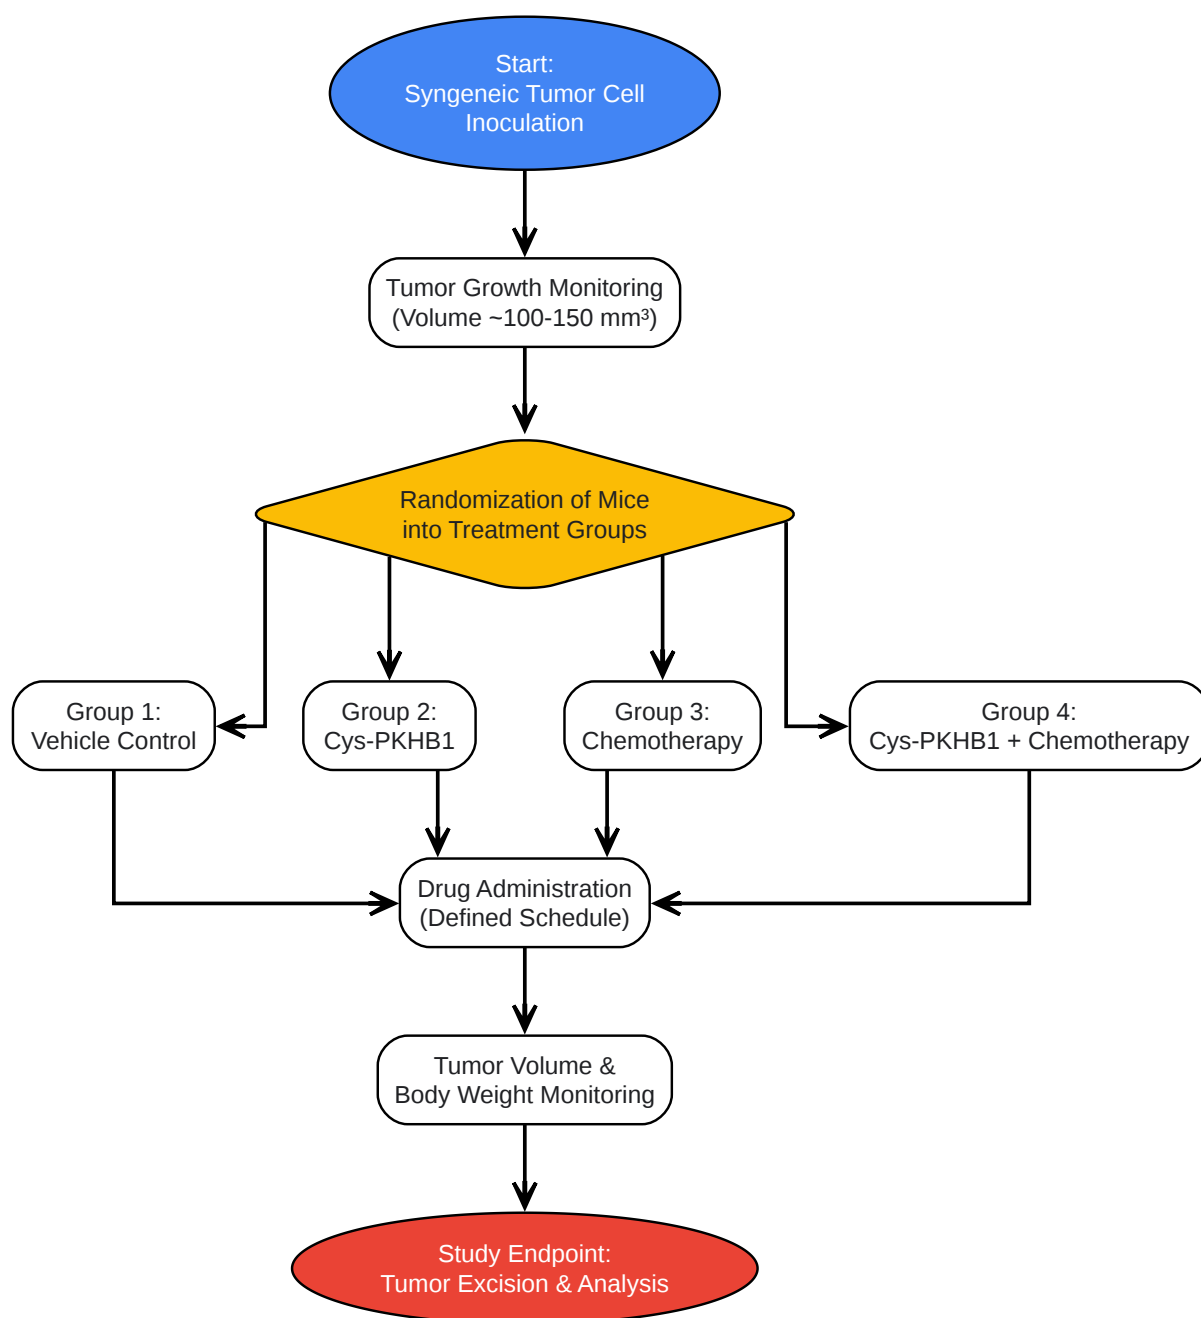 Start:
Syngeneic Tumor Cell
Inoculation
Tumor Growth Monitoring
(Volume ~100-150 mm³)
Randomization of Mice
into Treatment Groups
Group 1:
Vehicle Control
Group 2:
Cys-PKHB1
Group 3:
Chemotherapy
Group 4:
Cys-PKHB1 + Chemotherapy
Drug Administration
(Defined Schedule)
Tumor Volume &
Body Weight Monitoring
Study Endpoint:
Tumor Excision & Analysis